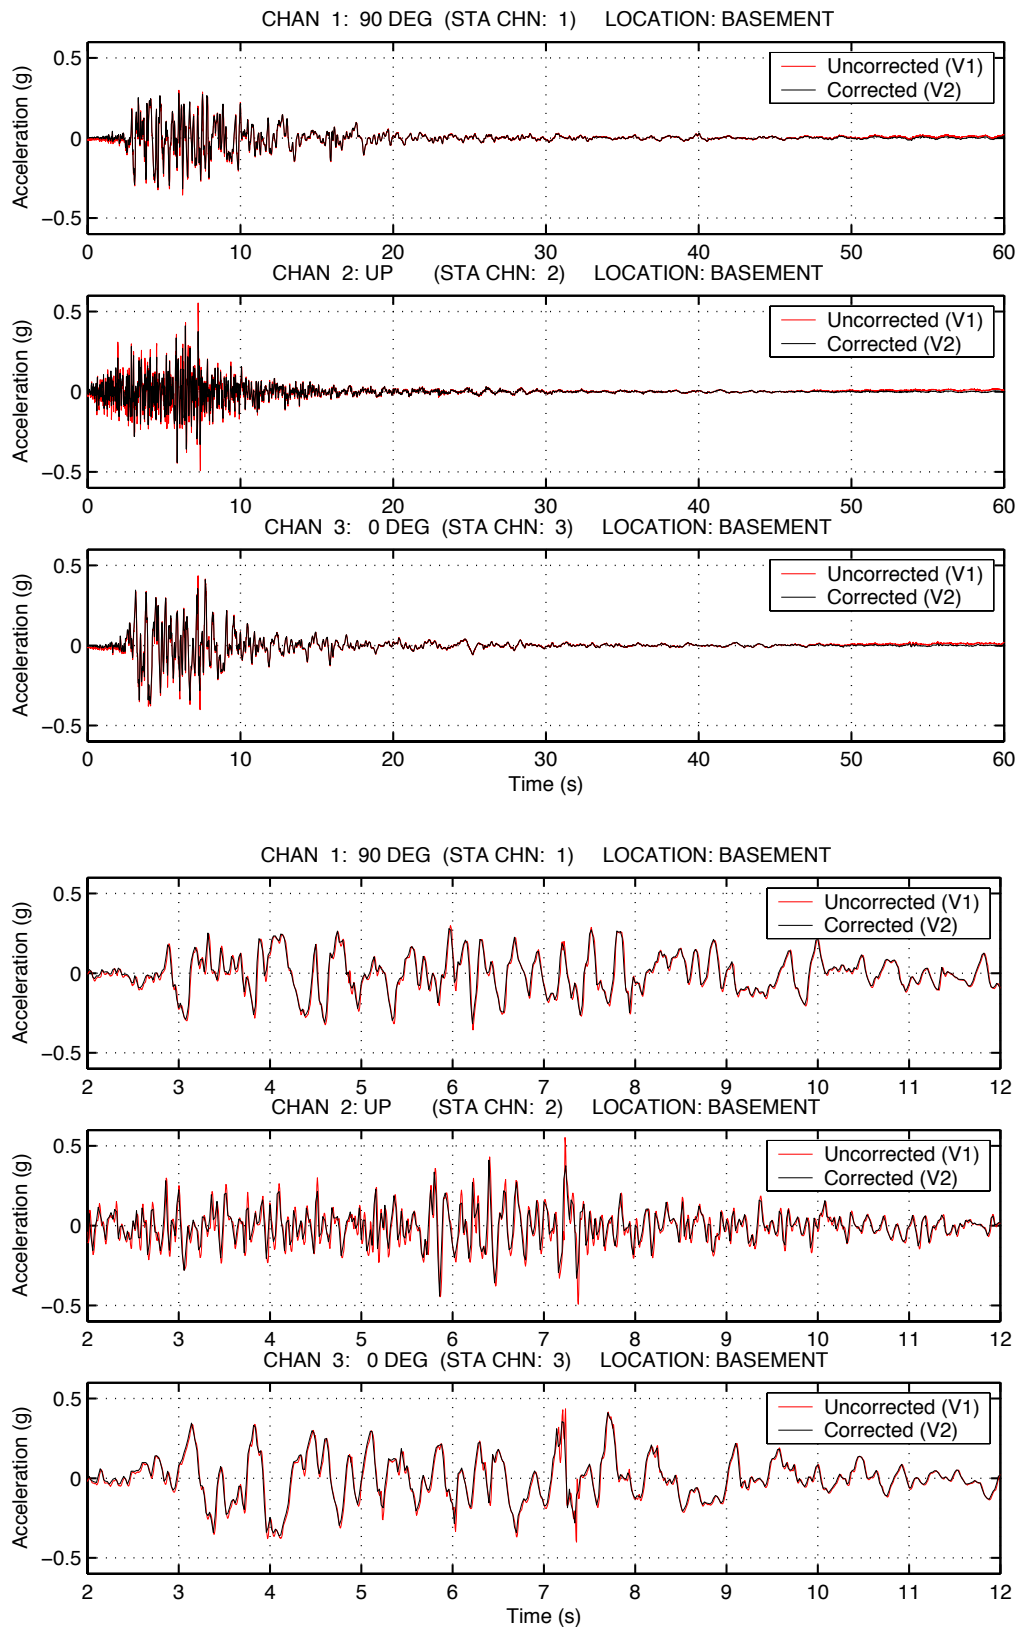 CHAN 1: 90 DEG (STA CHN: 1) LOCATION: BASEMENT
Acceleration (g)
0.5
0
−0.5
Uncorrected (V1)
Corrected (V2)
0 10 20 30 40 50 60
CHAN 2: UP (STA CHN: 2) LOCATION: BASEMENT
Acceleration (g)
0.5
0
−0.5
Uncorrected (V1)
Corrected (V2)
0 10 20 30 40 50 60
CHAN 3: 0 DEG (STA CHN: 3) LOCATION: BASEMENT
Acceleration (g)
0.5
0
−0.5
Uncorrected (V1)
Corrected (V2)
0 10 20 30 40 50 60
Time (s)
CHAN 1: 90 DEG (STA CHN: 1) LOCATION: BASEMENT
Acceleration (g)
0.5
0
−0.5
Uncorrected (V1)
Corrected (V2)
2 3 4 5 6 7 8 9 10 11 12
CHAN 2: UP (STA CHN: 2) LOCATION: BASEMENT
Acceleration (g)
0.5
0
−0.5
Uncorrected (V1)
Corrected (V2)
2 3 4 5 6 7 8 9 10 11 12
CHAN 3: 0 DEG (STA CHN: 3) LOCATION: BASEMENT
Acceleration (g)
0.5
0
−0.5
Uncorrected (V1)
Corrected (V2)
2 3 4 5 6 7 8 9 10 11 12
Time (s)